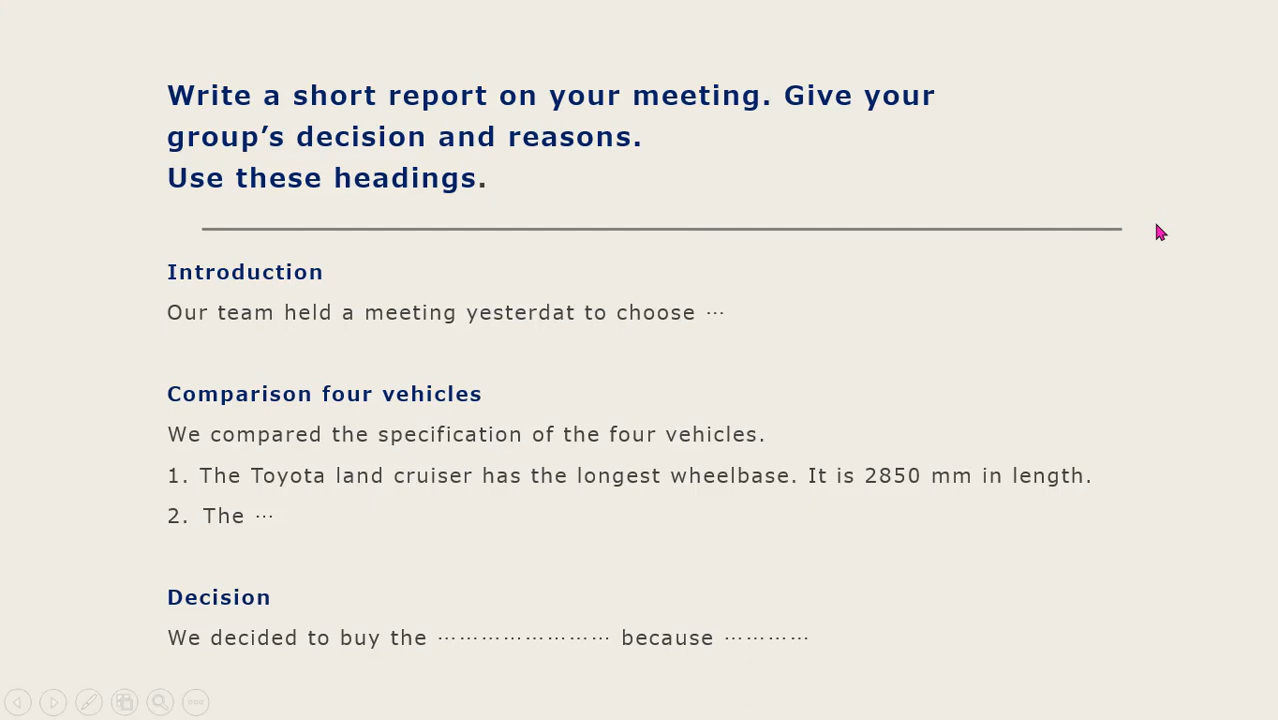 Write a short report on your meeting. Give your
group’s decision and reasons.
Use these headings.
Introduction
Our team held a meeting yesterdat to choose …
Comparison four vehicles
We compared the specification of the four vehicles.
1. The Toyota land cruiser has the longest wheelbase. It is 2850 mm in length.
2. The …
Decision
We decided to buy the …………………… because …………